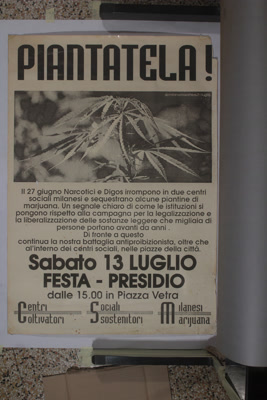 PIANTATELA!
Il 27 giugno Narcotici e Digos irrompono in due centri
sociali milanesi e sequestrano alcune piantine di
marjuana. Un segnale chiaro di come le istituzioni si
pongono rispetto alla campagna per la legalizzazione e
la liberalizzazione delle sostanze leggere che migliaia di
persone portano avanti da anni.
Di fronte a questo
continua la nostra battaglia antiproibizionista, oltre che
all'interno dei centri sociali, nelle piazze della città.
Sabato 13 LUGLIO
FESTA - PRESIDIO
dalle 15.00 in Piazza Vetra
Centri Sociali Milanesi
Coltivatori Sostenitori Marijuana